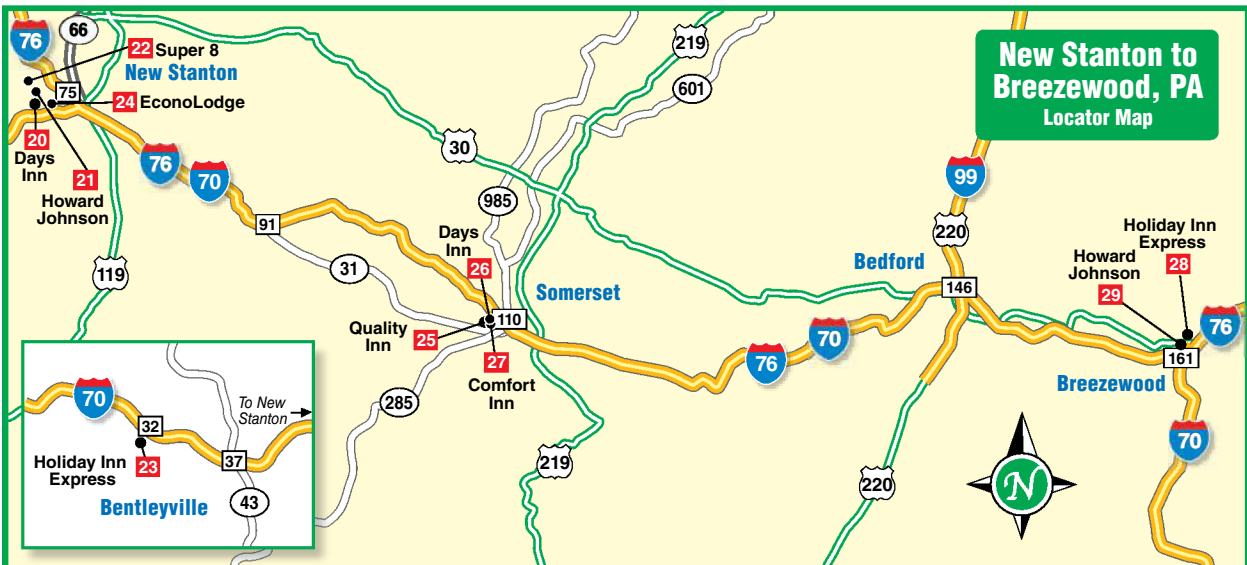 New Stanton to
Breezewood, PA
Locator Map
76
66
22 Super 8
New Stanton
75
24 EconoLodge
20
Days
Inn
21
Howard
Johnson
76
70
119
91
31
30
219
601
985
Days
Inn
26
110
Somerset
Quality
Inn
25
27
Comfort
Inn
285
219
76
70
Bedford
99
220
146
220
Howard
Johnson
29
Holiday Inn
Express
28
76
161
Breezewood
70
N
70
32
To New
Stanton
Holiday Inn
Express
23
37
43
Bentleyville